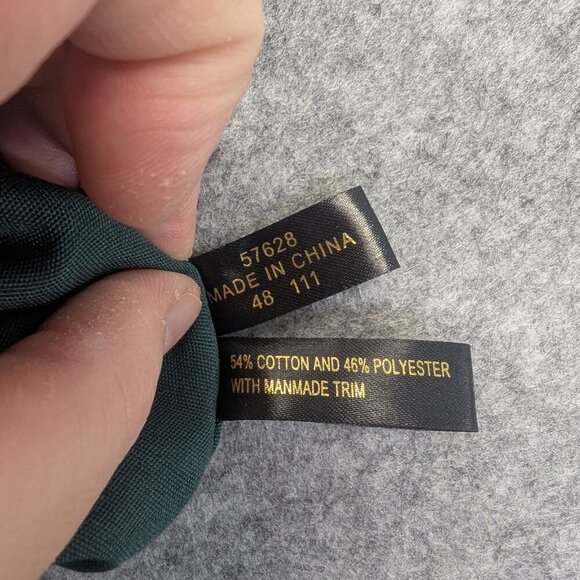 57628
MADE IN CHINA
48 111
54% COTTON AND 46% POLYESTER
WITH MANMADE TRIM